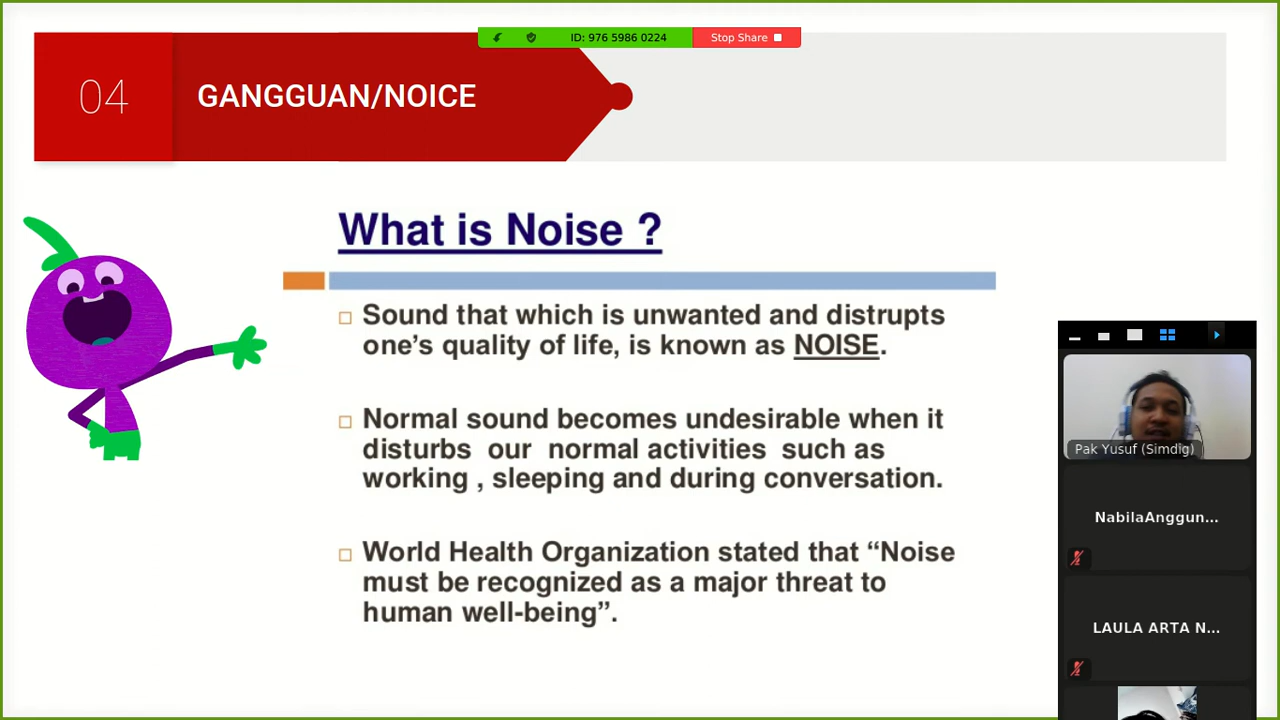 ID: 976 5986 0224
Stop Share
04
GANGGUAN/NOICE
What is Noise ?
Sound that which is unwanted and distrupts
one’s quality of life, is known as NOISE.
Normal sound becomes undesirable when it
disturbs our normal activities such as
working , sleeping and during conversation.
World Health Organization stated that “Noise
must be recognized as a major threat to
human well-being”.
Pak Yusuf (Simdig)
NabilaAnggun...
LAULA ARTA N...